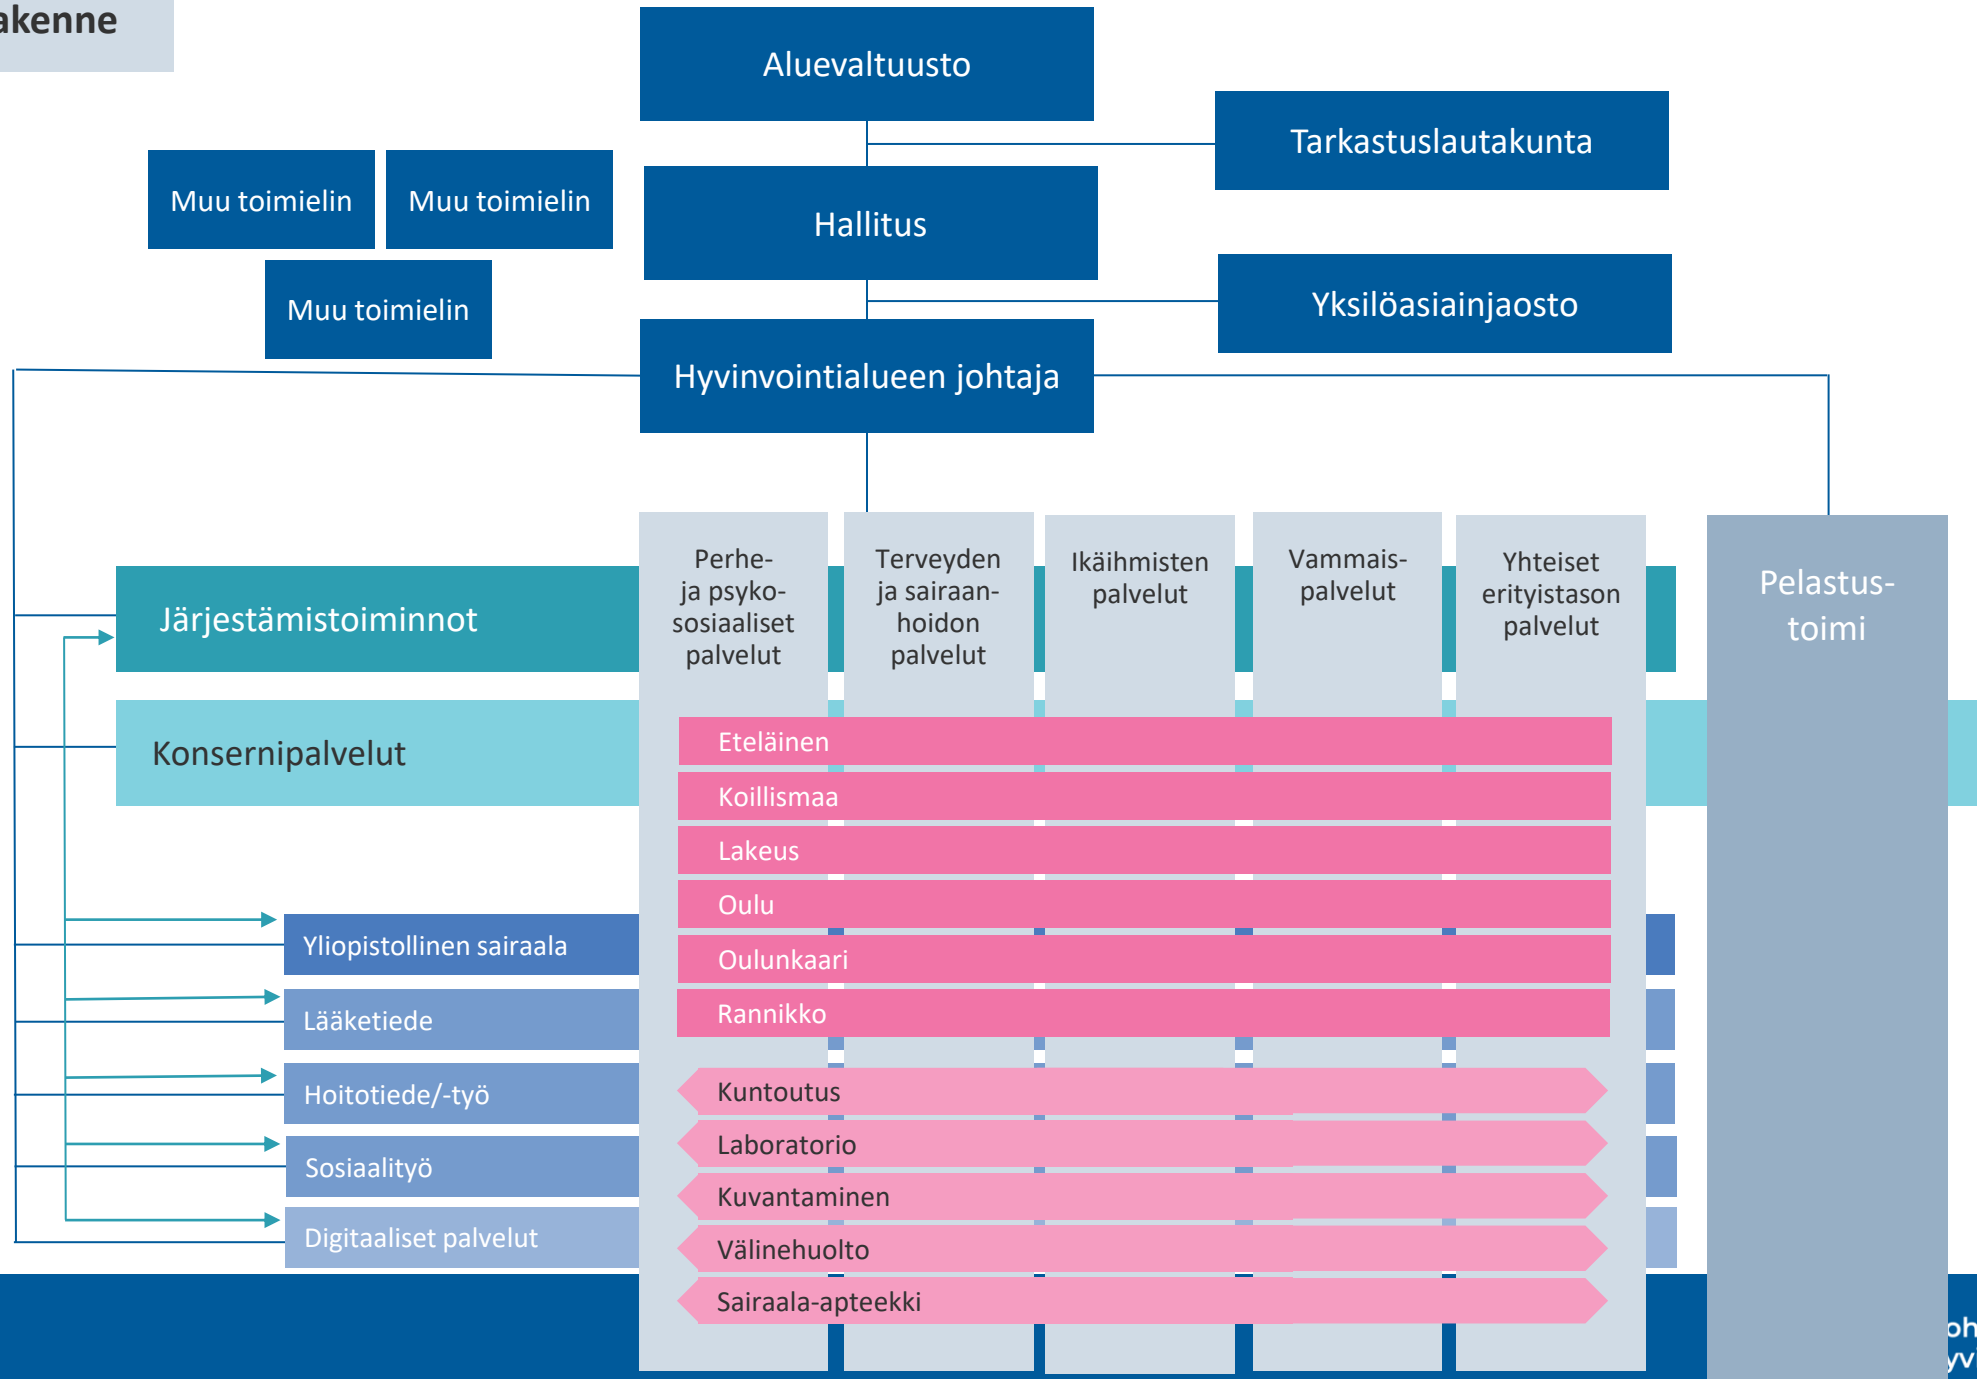 akenne
Aluevaltuusto
Tarkastuslautakunta
Muu toimielin
Muu toimielin
Hallitus
Muu toimielin
Yksilöasiainjaosto
Hyvinvointialueen johtaja
Perhe-
ja psyko-
sosiaaliset
palvelut
Terveyden
ja sairaan-
hoidon
palvelut
Ikäihmisten
palvelut
Vammais-
palvelut
Yhteiset
erityistason
palvelut
Pelastus-
toimi
Järjestämistoiminnot
Konsernipalvelut
Eteläinen
Koillismaa
Lakeus
Oulu
Oulunkaari
Rannikko
Yliopistollinen sairaala
Lääketiede
Hoitotiede/-työ
Sosiaalityö
Digitaaliset palvelut
Kuntoutus
Laboratorio
Kuvantaminen
Välinehuolto
Sairaala-apteekki
oh
yvi